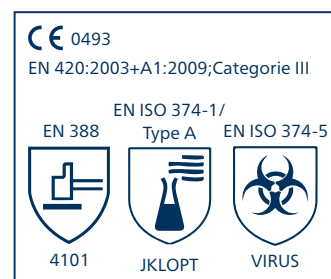 CE 0493
EN 420:2003+A1:2009;Categorie III
EN 388
EN ISO 374-1/
Type A
EN ISO 374-5
4101
JKLOPT
VIRUS